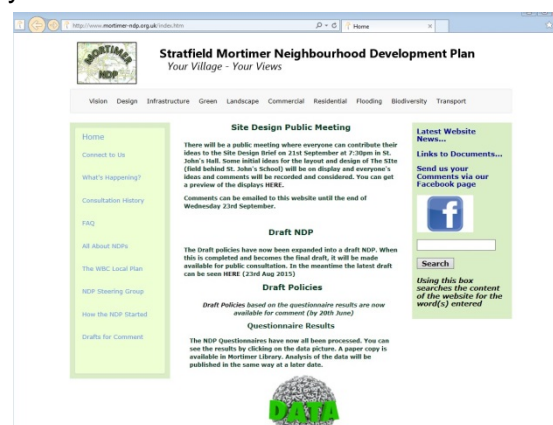 y
http://www.mortimer-ndp.org.uk/index.htm
Home
MORTIMER
NDP
Stratfield Mortimer Neighbourhood Development Plan
Your Village - Your Views
Vision Design Infrastructure Green Landscape Commercial Residential Flooding Biodiversity Transport
Home
Connect to Us
What's Happening?
Consultation History
FAQ
All About NDPs
The WBC Local Plan
NDP Steering Group
How the NDP Started
Drafts for Comment
Site Design Public Meeting
There will be a public meeting where everyone can contribute their
ideas to the Site Design Brief on 21st September at 7:30pm in St.
John's Hall. Some initial ideas for the layout and design of The SIte
(field behind St. John's School) will be on display and everyone's
ideas and comments will be recorded and considered. You can get
a preview of the displays HERE.
Comments can be emailed to this website until the end of
Wednesday 23rd September.
Draft NDP
The Draft policies have now been expanded into a draft NDP. When
this is completed and becomes the final draft, it will be made
available for public consultation. In the meantime the latest draft
can be seen HERE (23rd Aug 2015)
Draft Policies
Draft Policies based on the questionnaire results are now
available for comment (by 20th June)
Questionnaire Results
The NDP Questionnaires have now all been processed. You can
see the results by clicking on the data picture. A paper copy is
available in Mortimer Library. Analysis of the data will be
published in the same way at a later date.
DATA
Latest Website
News...
Links to Documents...
Send us your
Comments via our
Facebook page
f
Search
Using this box
searches the content
of the website for the
word(s) entered